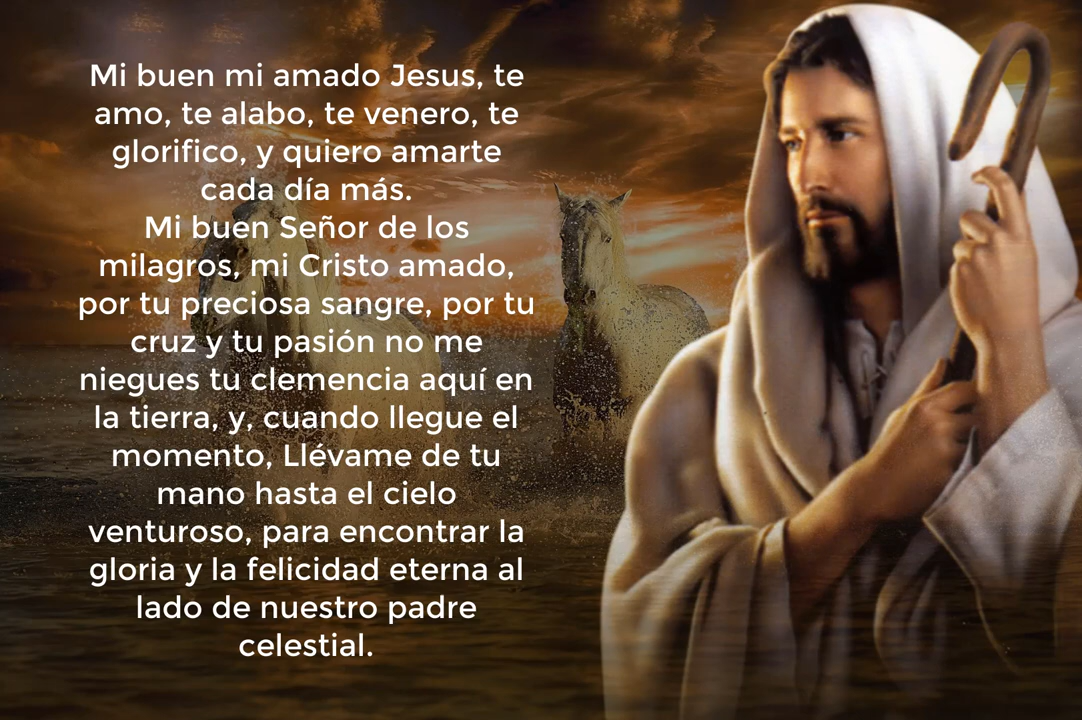 Mi buen mi amado Jesus, te
amo, te alabo, te venero, te
glorifico, y quiero amarte
cada día más.
Mi buen Señor de los
milagros, mi Cristo amado,
por tu preciosa sangre, por tu
cruz y tu pasión no me
niegues tu clemencia aquí en
la tierra, y, cuando llegue el
momento, Llévame de tu
mano hasta el cielo
venturoso, para encontrar la
gloria y la felicidad eterna al
lado de nuestro padre
celestial.